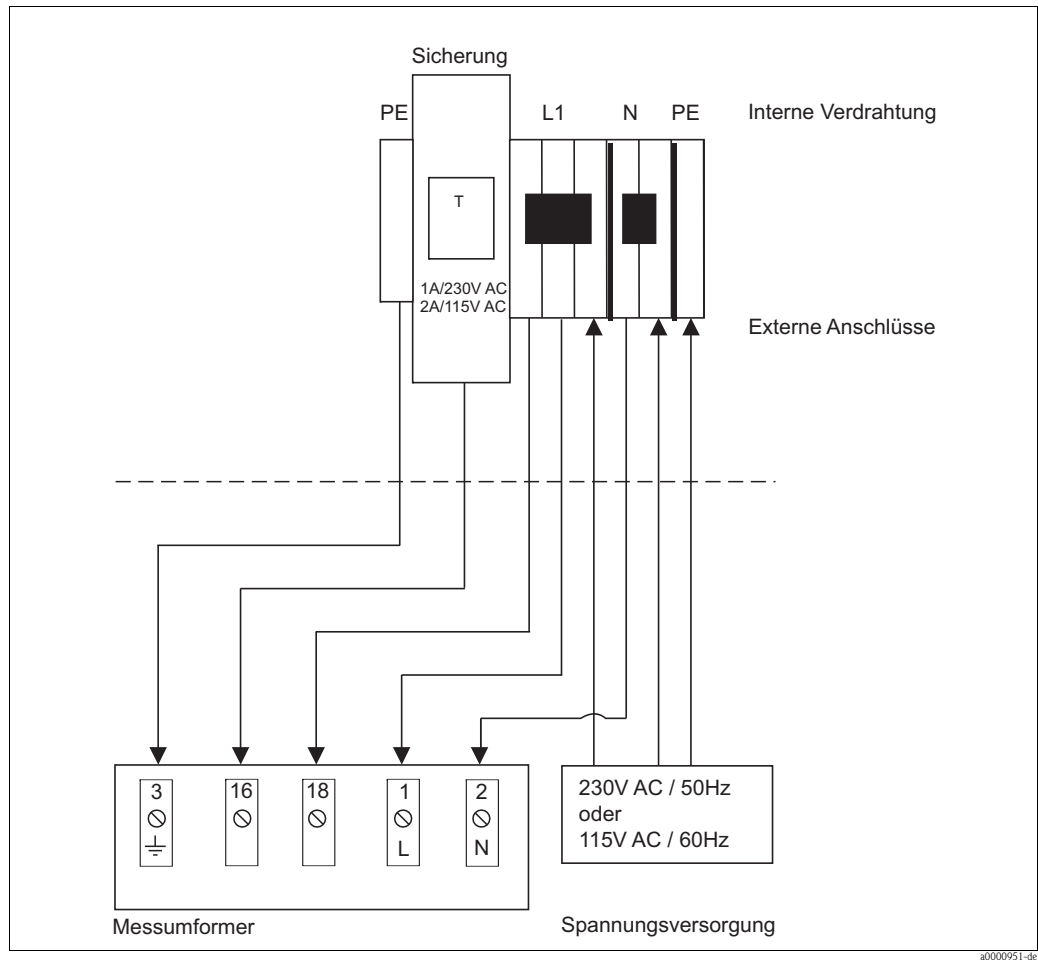 Sicherung
PE L1 N PE Interne Verdrahtung
T
1A/230V AC
2A/115V AC
Externe Anschlüsse
3 16 18 1 2
L N
230V AC / 50Hz
oder
115V AC / 60Hz
Messumformer Spannungsversorgung
a0000951-de